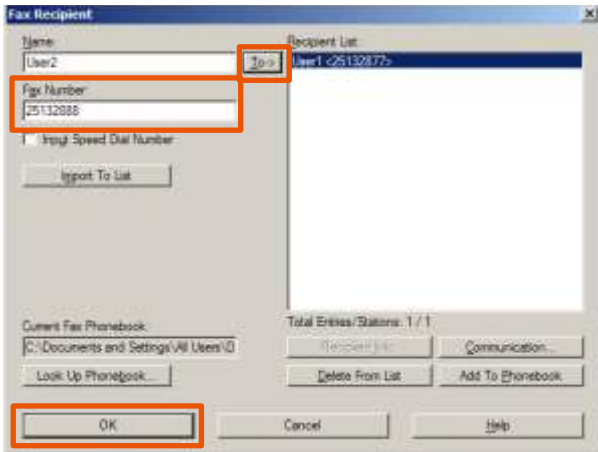 Fax Recipient
Name
User2
To->
Fax Number
25132888
Input Speed Dial Number
Import To List
Recipient List
User1 <25132877>
Current Fax Phonebook:
C:\Documents and Settings\All Users\D
Look Up Phonebook...
Total Entries/Stations: 1 / 1
Communication...
Delete From List
Add To Phonebook
OK
Cancel
Help